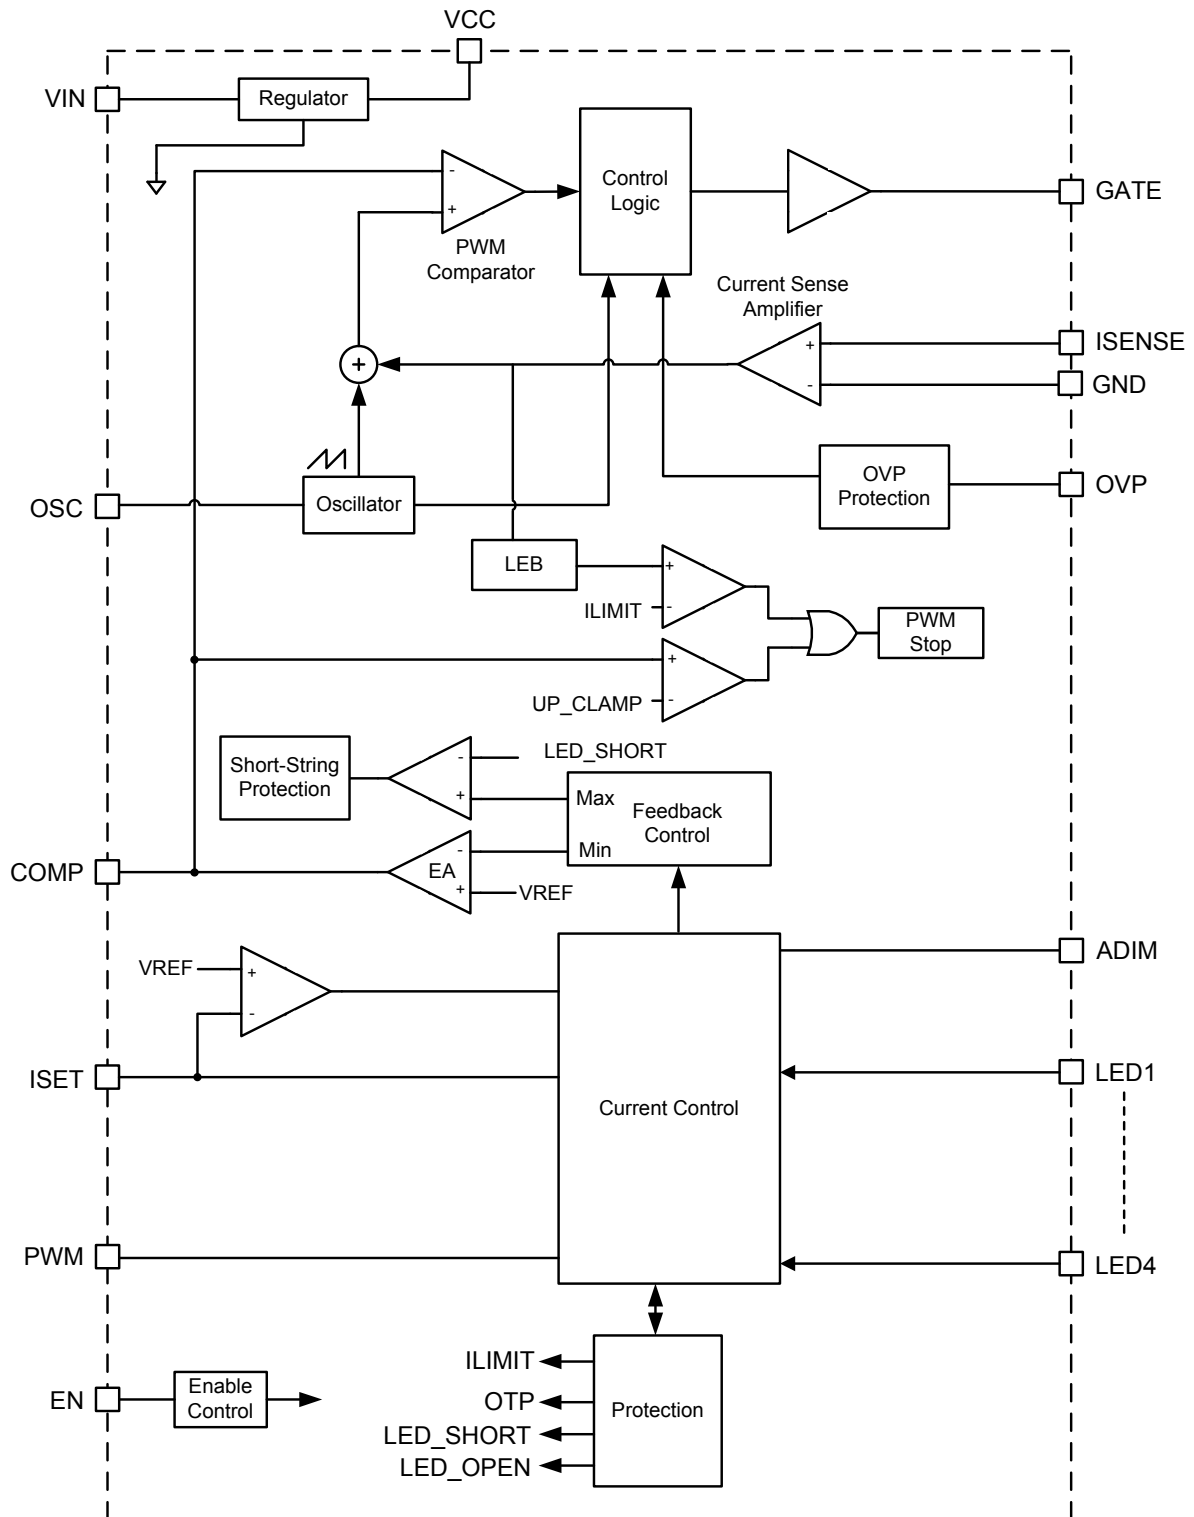 VCC
VIN
Regulator
-
+
PWM
Comparator
Control
Logic
GATE
Current Sense
Amplifier
+
-
ISENSE
GND
+
OSC
Oscillator
OVP
Protection
OVP
LEB
+
-
ILIMIT
PWM
Stop
+
-
UP_CLAMP
Short-String
Protection
-
+
LED_SHORT
Max
Min
Feedback
Control
COMP
EA
-
+
VREF
VREF
+
-
ADIM
ISET
LED1
Current Control
PWM
LED4
EN
Enable
Control
ILIMIT
OTP
LED_SHORT
LED_OPEN
Protection